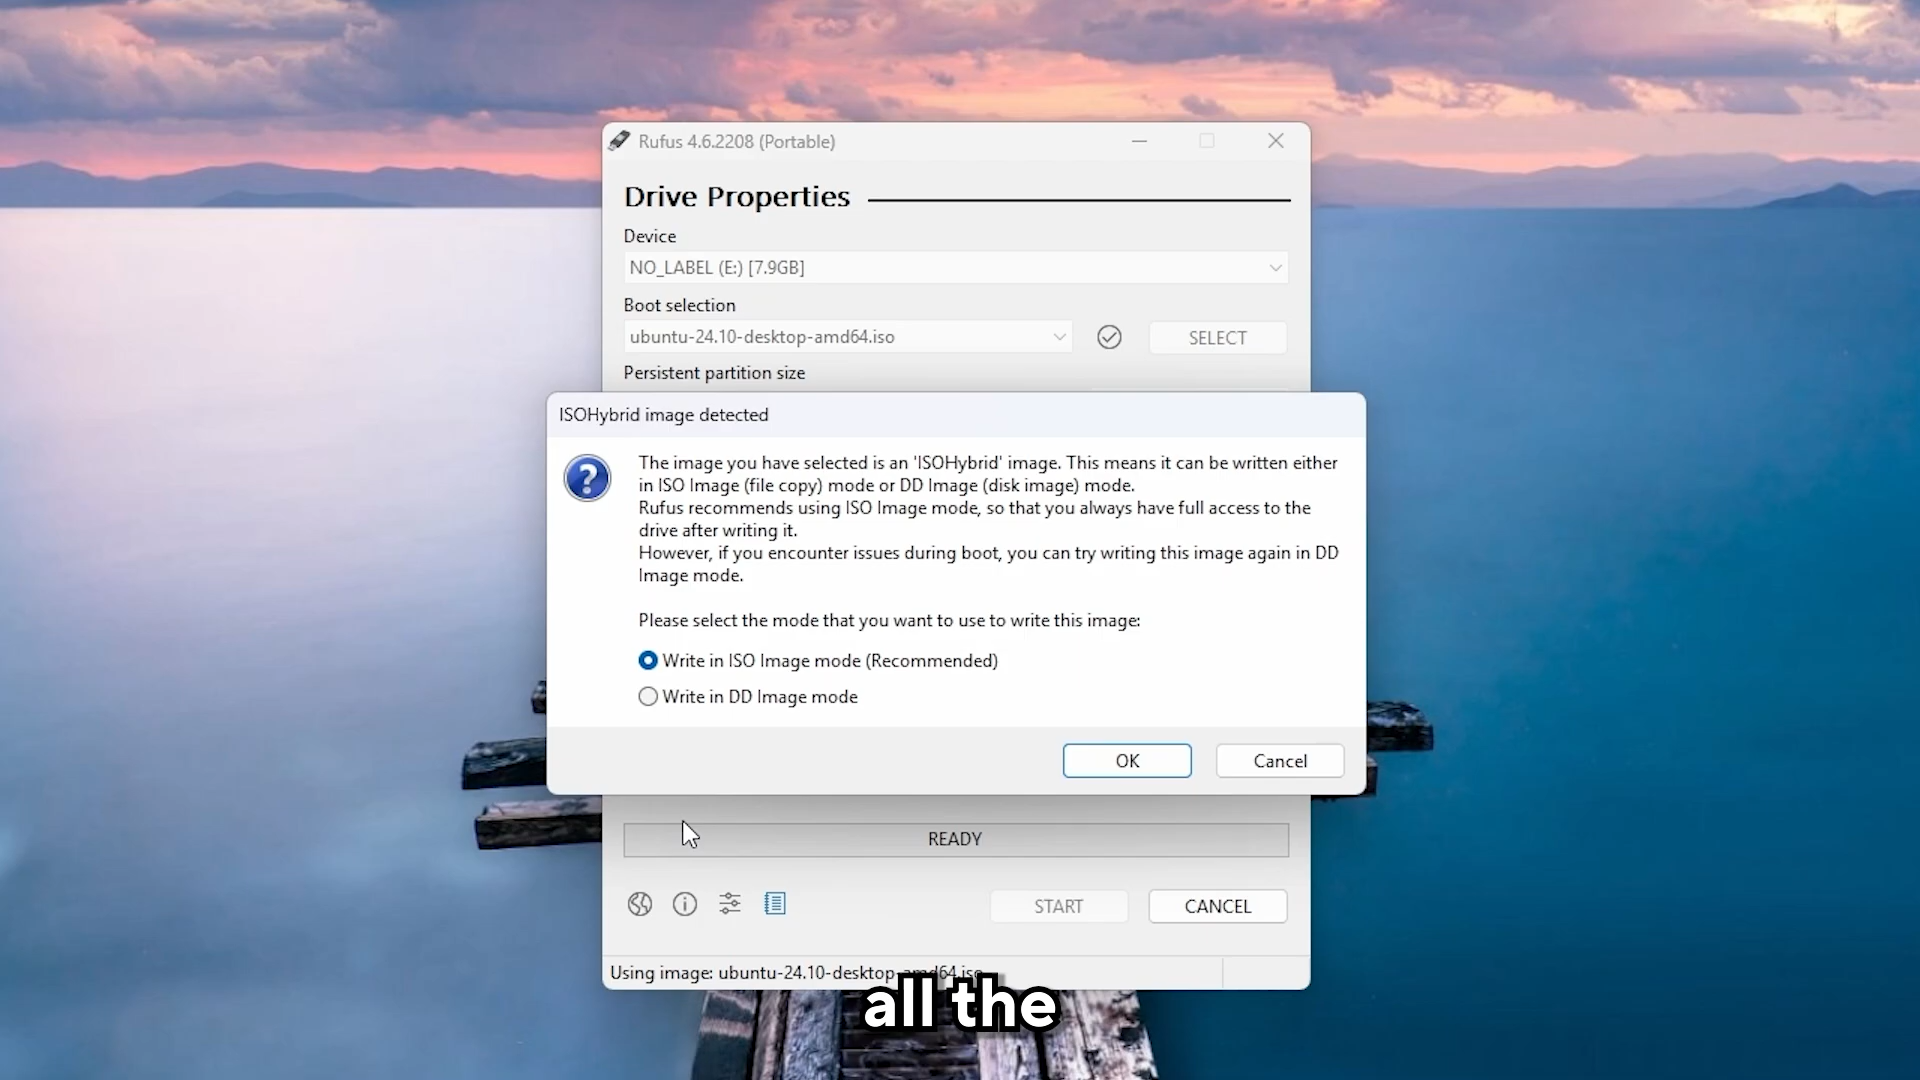 Rufus 4.6.2208 (Portable)
Drive Properties
Device
NO_LABEL (E:) [7.9GB]
Boot selection
ubuntu-24.10-desktop-amd64.iso
SELECT
Persistent partition size
ISOHybrid image detected
The image you have selected is an 'ISOHybrid' image. This means it can be written either
in ISO Image (file copy) mode or DD Image (disk image) mode.
Rufus recommends using ISO Image mode, so that you always have full access to the
drive after writing it.
However, if you encounter issues during boot, you can try writing this image again in DD
Image mode.
Please select the mode that you want to use to write this image:
Write in ISO Image mode (Recommended)
Write in DD Image mode
OK
Cancel
READY
START
CANCEL
Using image: ubuntu-24.10-desktop-amd64.iso
all the